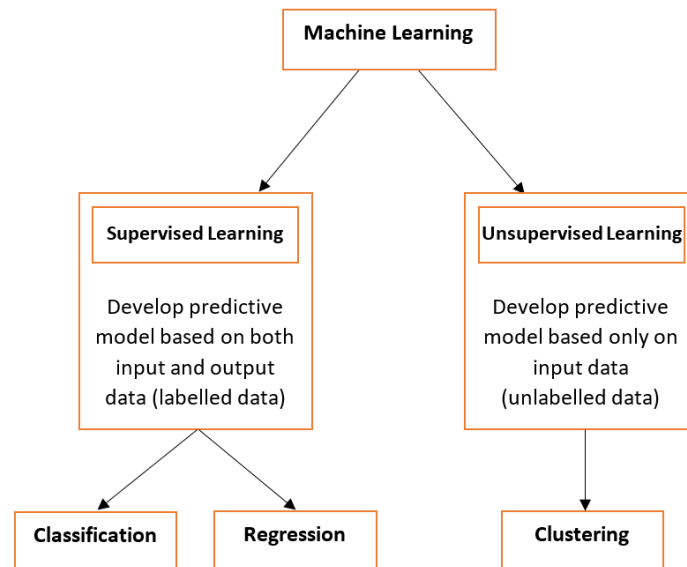 Machine Learning
Supervised Learning
Develop predictive
model based on both
input and output
data (labelled data)
Unsupervised Learning
Develop predictive
model based only on
input data
(unlabelled data)
Classification
Regression
Clustering